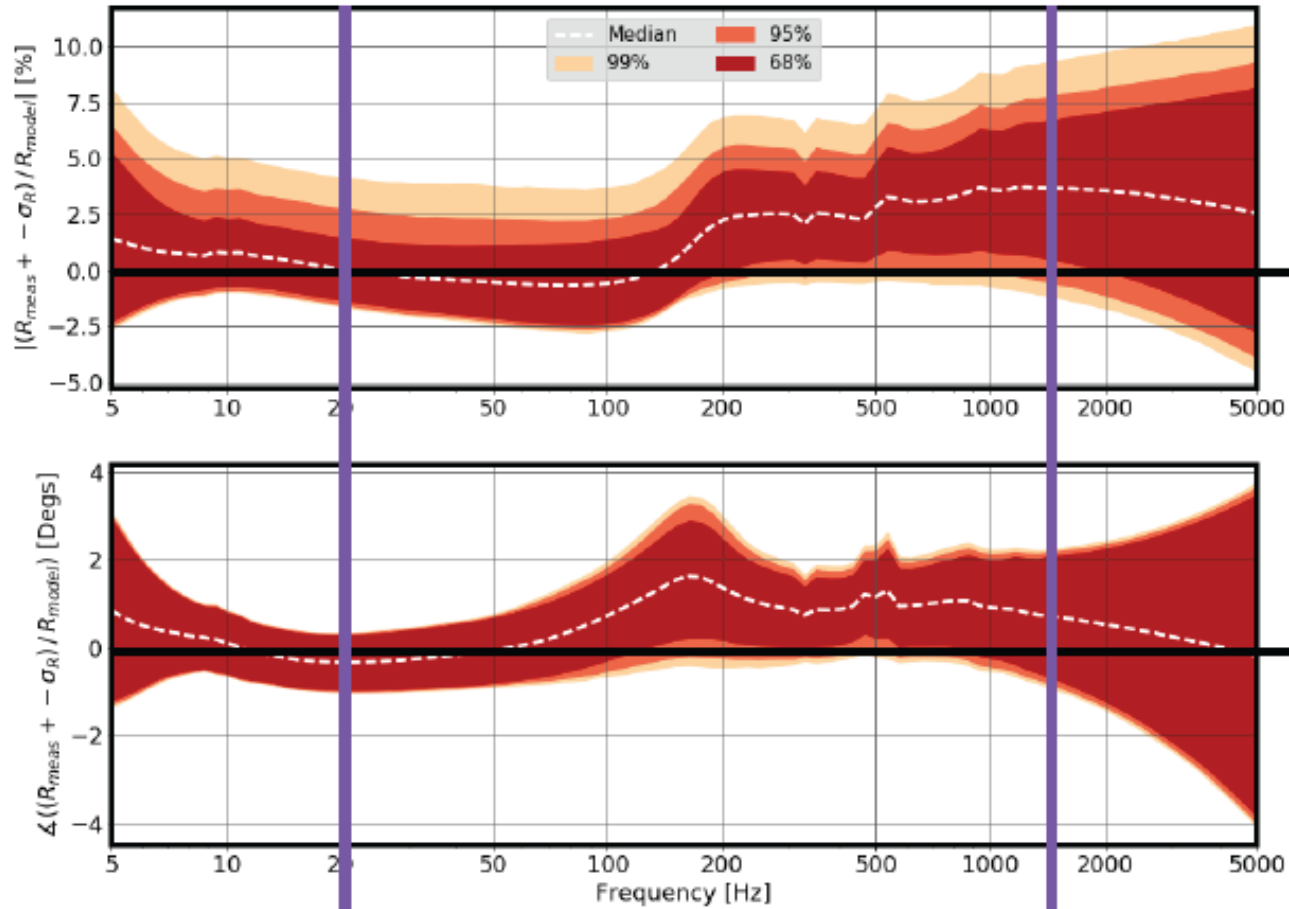 Median
99%
95%
68%
|(R_meas + − σ_R)/R_model| [%]
10.0
7.5
5.0
2.5
0.0
−2.5
−5.0
5 10 20 50 100 200 500 1000 2000 5000
∡((R_meas + − σ_R)/R_model) [Degs]
4
2
0
−2
−4
5 10 20 50 100 200 500 1000 2000 5000
Frequency [Hz]